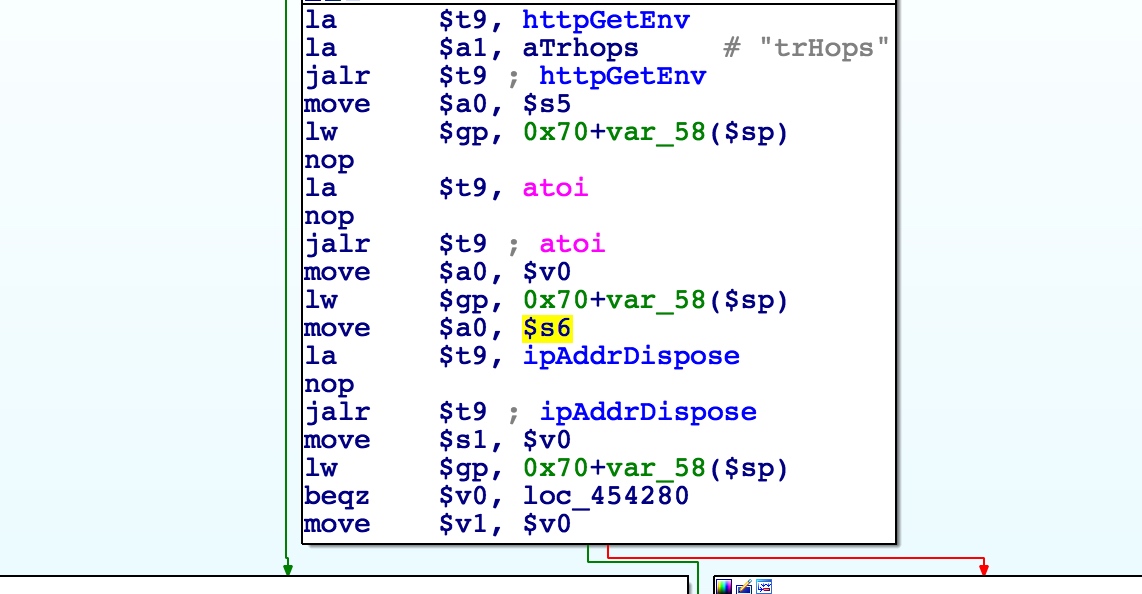 la $t9, httpGetEnv
la $a1, aTrhops # "trHops"
jalr $t9 ; httpGetEnv
move $a0, $s5
lw $gp, 0x70+var_58($sp)
nop
la $t9, atoi
nop
jalr $t9 ; atoi
move $a0, $v0
lw $gp, 0x70+var_58($sp)
move $a0, $s6
la $t9, ipAddrDispose
nop
jalr $t9 ; ipAddrDispose
move $s1, $v0
lw $gp, 0x70+var_58($sp)
beqz $v0, loc_454280
move $v1, $v0